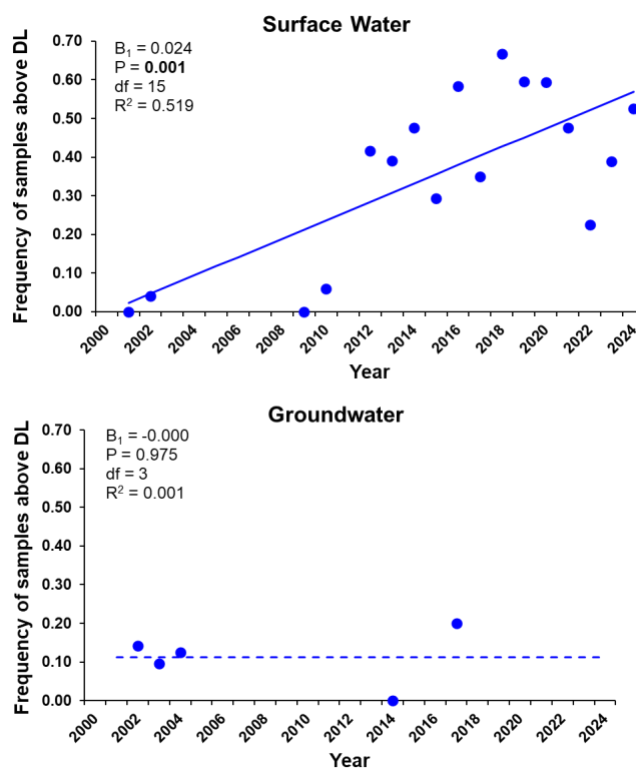 Surface Water
B₁ = 0.024
P = 0.001
df = 15
R² = 0.519
Frequency of samples above DL
0.70
0.60
0.50
0.40
0.30
0.20
0.10
0.00
2000 2002 2004 2006 2008 2010 2012 2014 2016 2018 2020 2022 2024
Year
Groundwater
B₁ = -0.000
P = 0.975
df = 3
R² = 0.001
Frequency of samples above DL
0.70
0.60
0.50
0.40
0.30
0.20
0.10
0.00
2000 2002 2004 2006 2008 2010 2012 2014 2016 2018 2020 2022 2024
Year